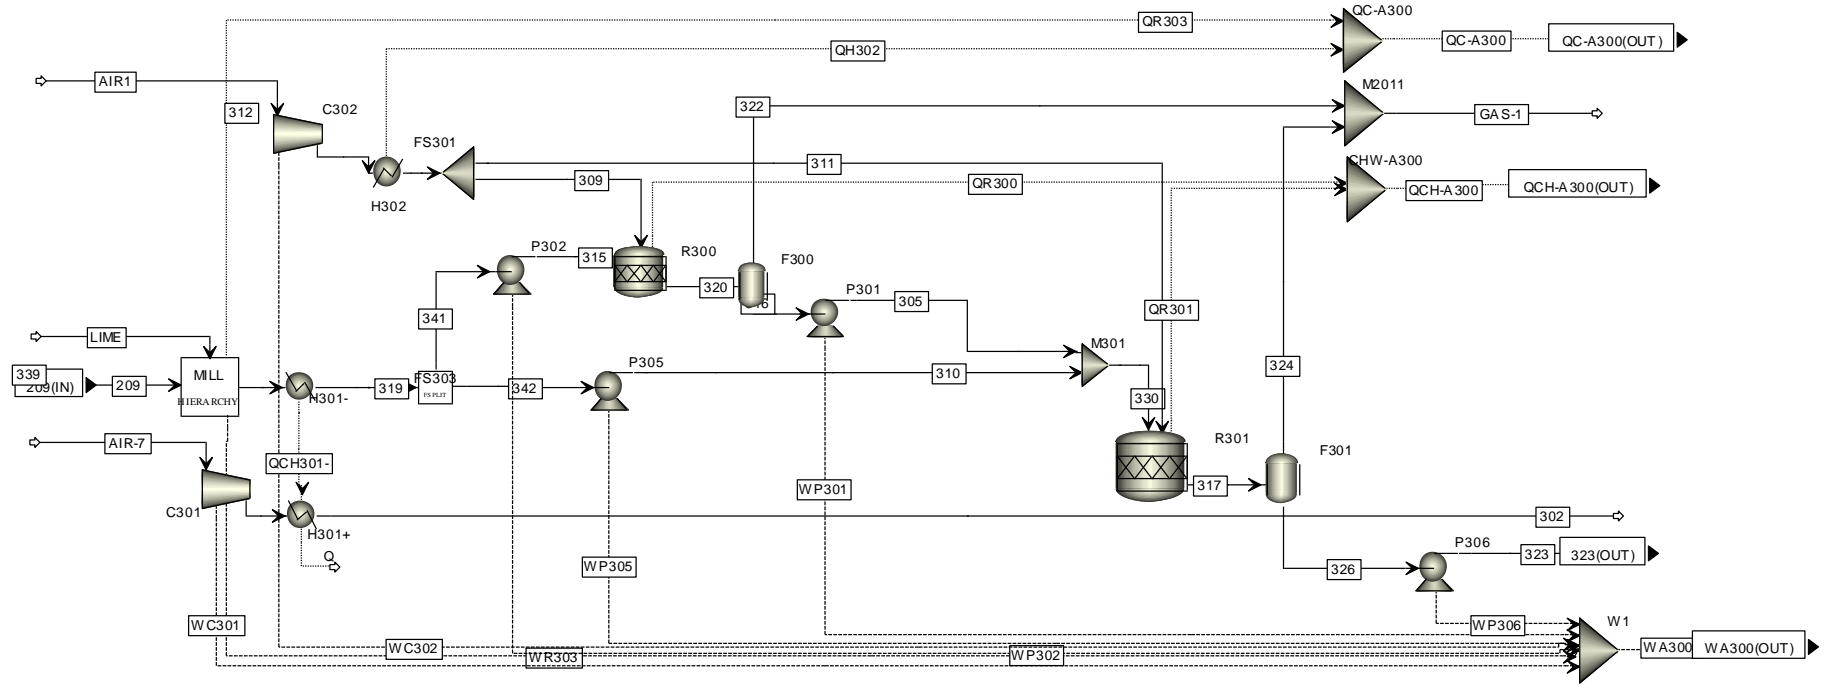 QC-A300
QR303
QC-A300
QC-A300(OUT)
QH302
AIR1
M2011
312
C302
322
GAS-1
FS301
311
CHW-A300
309
QR300
QCH-A300
QCH-A300(OUT)
H302
P302
315
R300
F300
320
P301
305
341
QR301
LIME
M301
P305
339
209(IN)
209
MILL
HIERARCHY
H301-
319
FS303
FSPLIT
342
310
324
330
AIR-7
R301
F301
QCH301-
317
WP301
C301
302
H301+
Q
P306
323
323(OUT)
WP305
326
WC301
WP306
W1
WC302
WR303
WP302
WA300
WA300(OUT)